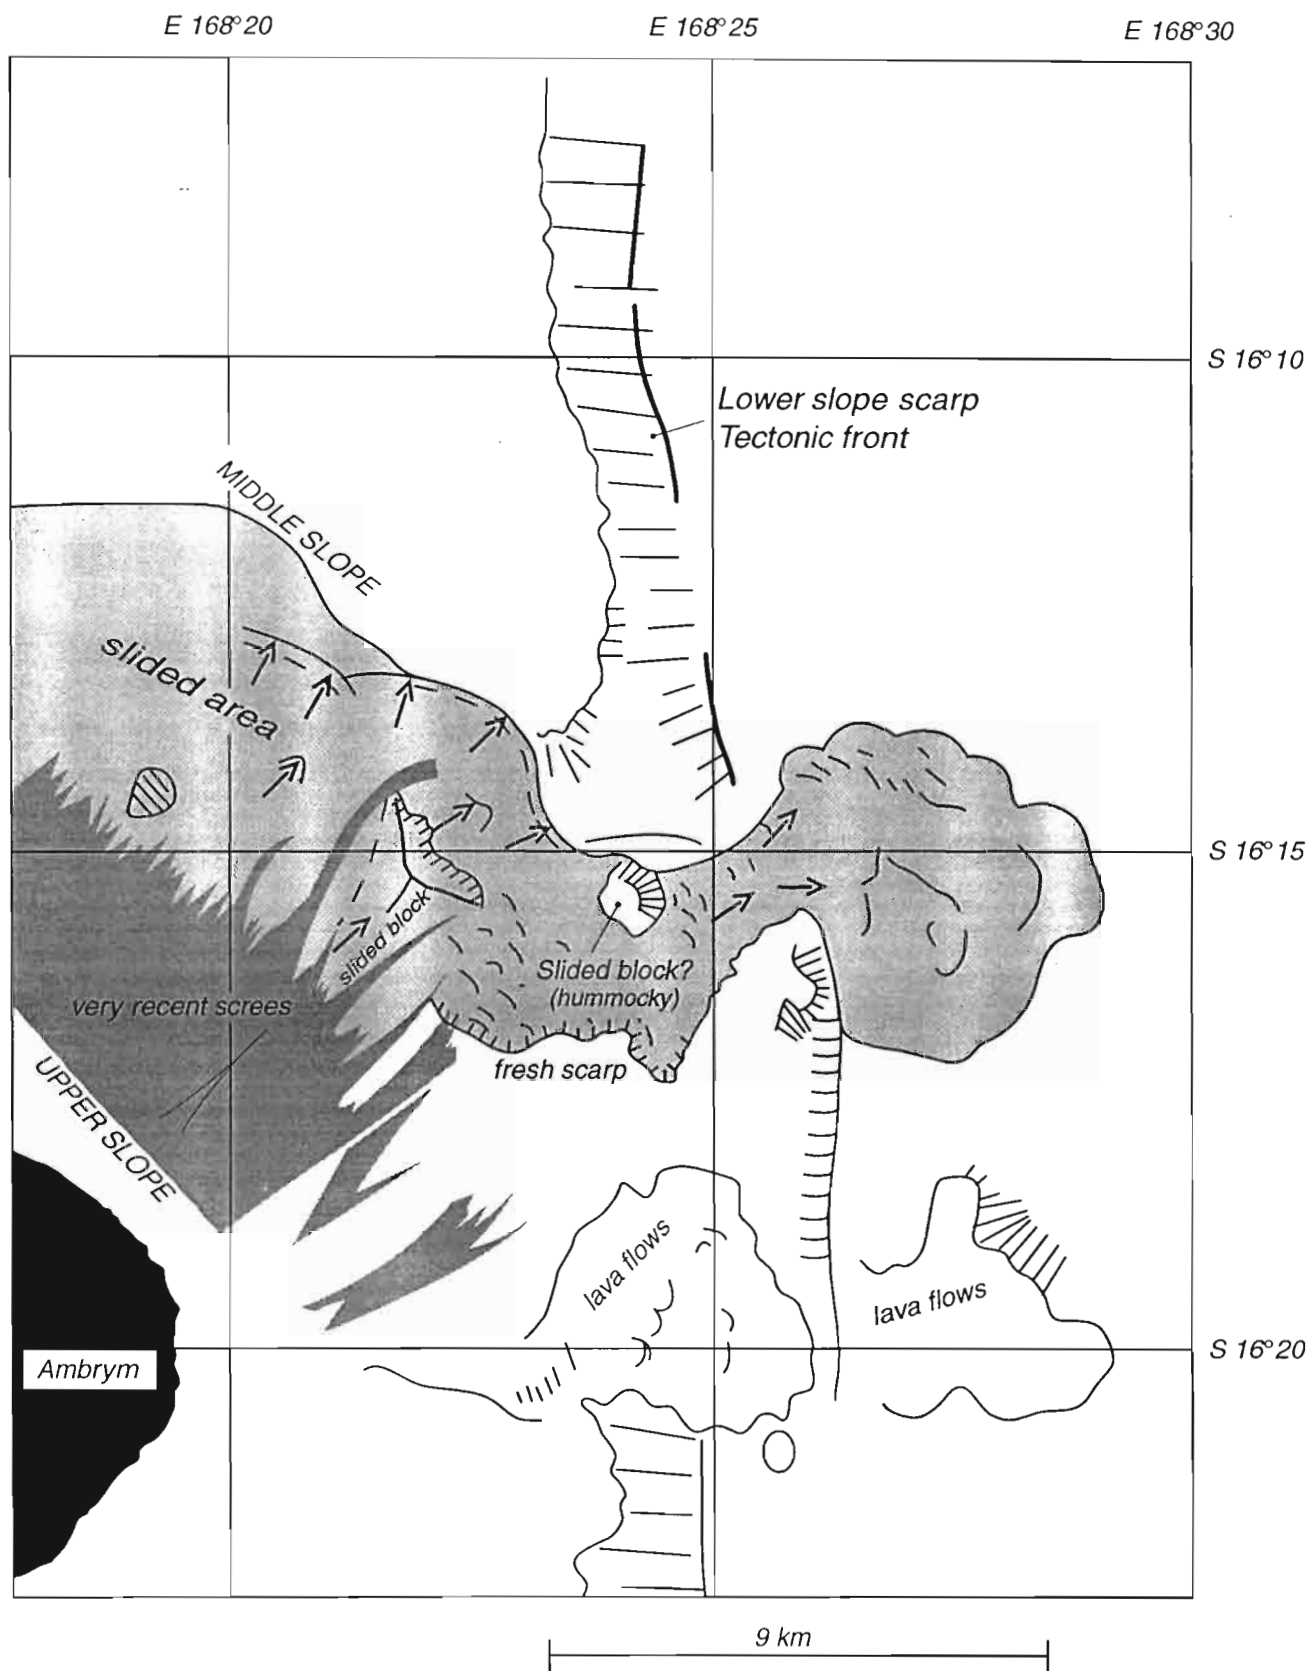 E 168°20
E 168°25
E 168°30
S 16°10
Lower slope scarp
Tectonic front
MIDDLE SLOPE
slided area
S 16°15
slided block
Slided block?
(hummocky)
very recent screes
fresh scarp
UPPER SLOPE
lava flows
lava flows
S 16°20
Ambrym
9 km